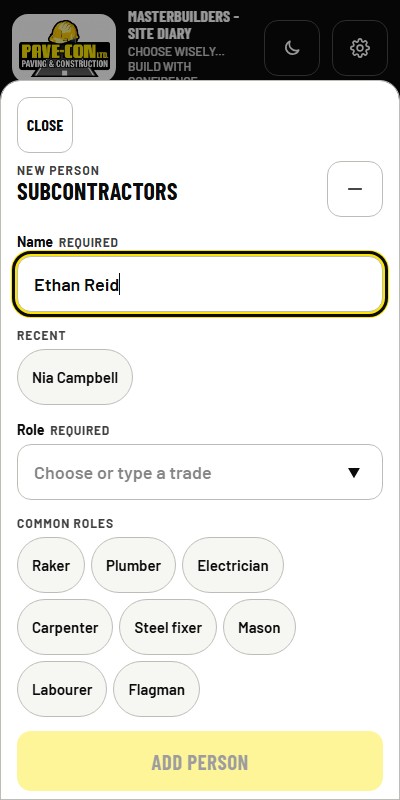 MASTERBUILDERS -
SITE DIARY
CHOOSE WISELY...
BUILD WITH
CONFIDENCE
PAVE-CON LTD.
PAVING & CONSTRUCTION
CLOSE
NEW PERSON
SUBCONTRACTORS
Name REQUIRED
Ethan Reid
RECENT
Nia Campbell
Role REQUIRED
Choose or type a trade
COMMON ROLES
Raker Plumber Electrician
Carpenter Steel fixer Mason
Labourer Flagman
ADD PERSON